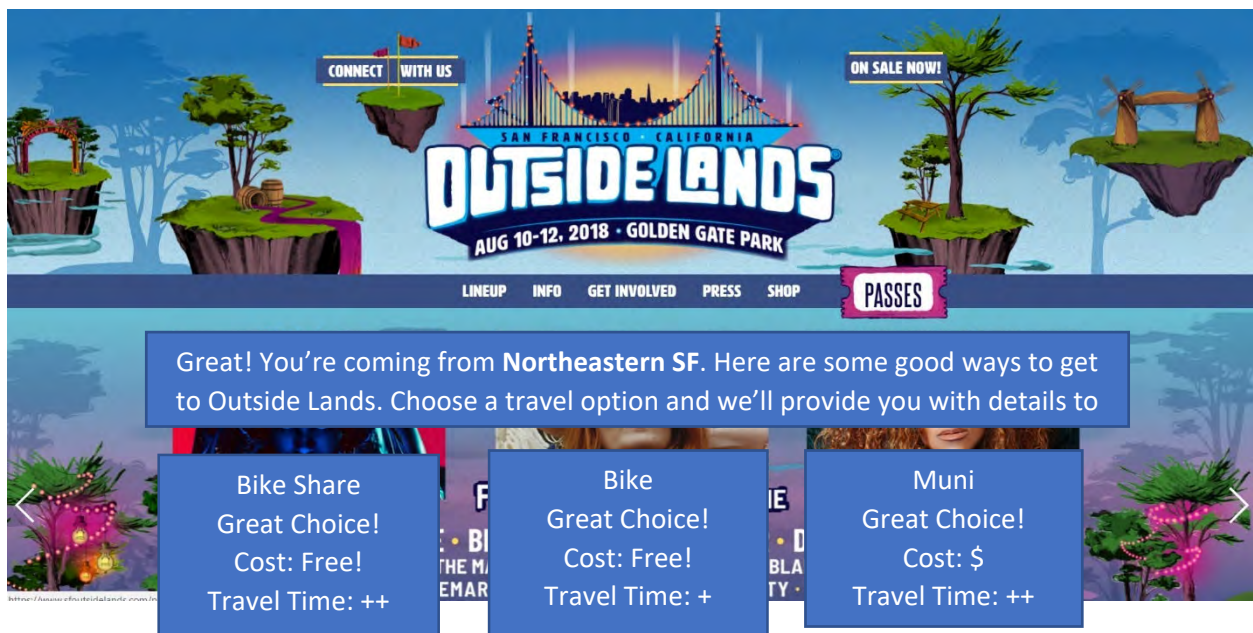 CONNECT WITH US
ON SALE NOW!
SAN FRANCISCO · CALIFORNIA
OUTSIDE LANDS
AUG 10-12, 2018 · GOLDEN GATE PARK
LINEUP INFO GET INVOLVED PRESS SHOP PASSES
Great! You're coming from Northeastern SF. Here are some good ways to get
to Outside Lands. Choose a travel option and we'll provide you with details to
Bike Share
Great Choice!
Cost: Free!
Travel Time: ++
Bike
Great Choice!
Cost: Free!
Travel Time: +
Muni
Great Choice!
Cost: $
Travel Time: ++